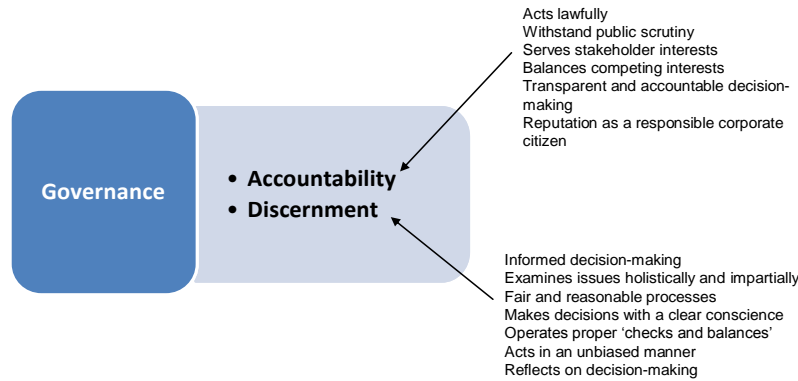 Acts lawfully
Withstand public scrutiny
Serves stakeholder interests
Balances competing interests
Transparent and accountable decision-
making
Reputation as a responsible corporate
citizen
Governance
• Accountability
• Discernment
Informed decision-making
Examines issues holistically and impartially
Fair and reasonable processes
Makes decisions with a clear conscience
Operates proper ‘checks and balances’
Acts in an unbiased manner
Reflects on decision-making